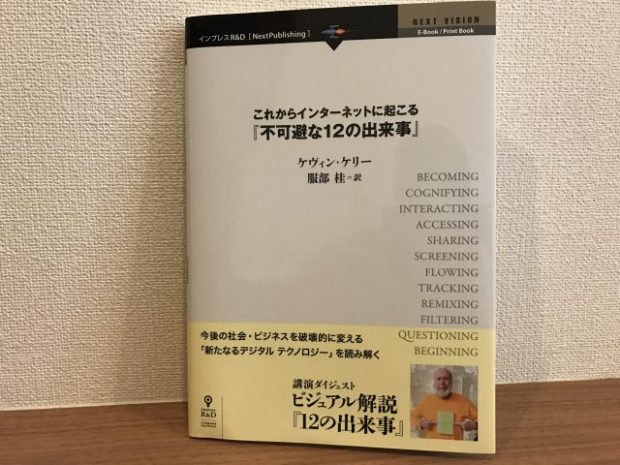 インプレスR&D［NextPublishing］
NEXT VISION
E-Book / Print Book
これからインターネットに起こる
『不可避な12の出来事』
ケヴィン・ケリー
服部 桂＝訳
BECOMING
COGNIFYING
INTERACTING
ACCESSING
SHARING
SCREENING
FLOWING
TRACKING
REMIXING
FILTERING
QUESTIONING
BEGINNING
今後の社会・ビジネスを破壊的に変える
「新たなるデジタル テクノロジー」を読み解く
講演ダイジェスト
ビジュアル解説
『12の出来事』
R&D